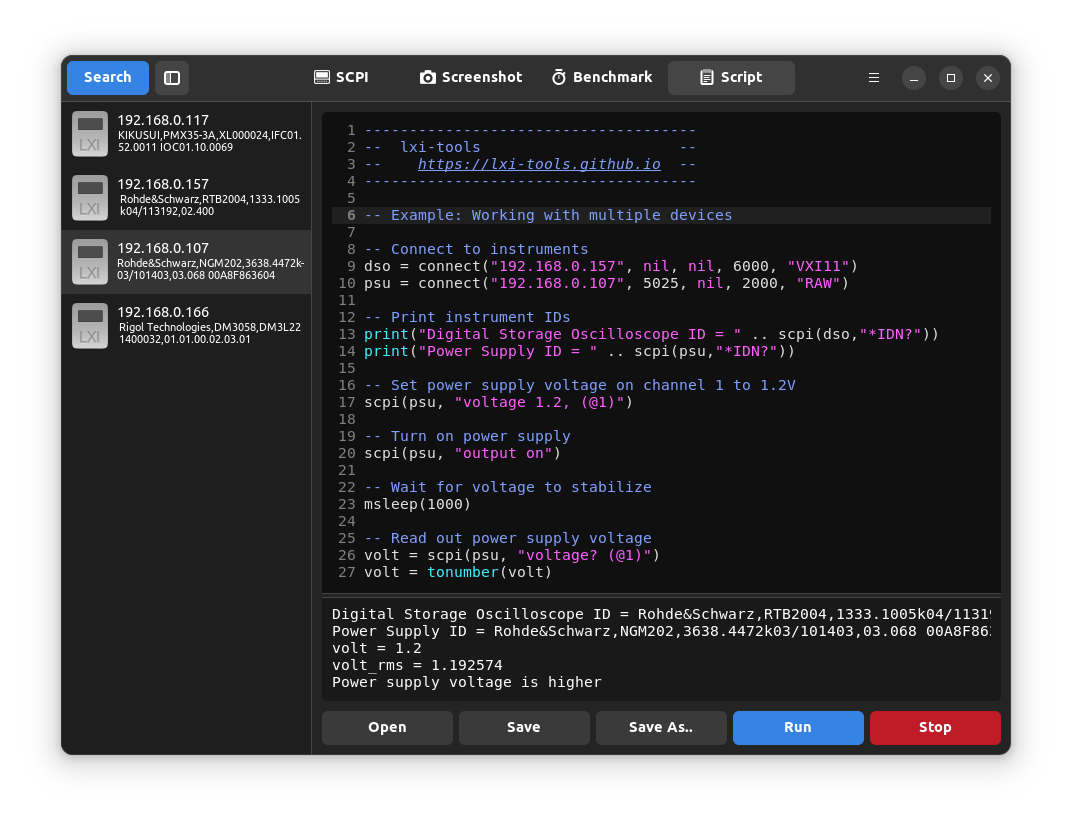 Search
SCPI
Screenshot
Benchmark
Script
192.168.0.117
KIKUSUI,PMX35-3A,XL000024,IFC01.
52.0011 IOC01.10.0069
LXI
192.168.0.157
Rohde&Schwarz,RTB2004,1333.1005
k04/113192,02.400
LXI
192.168.0.107
Rohde&Schwarz,NGM202,3638.4472k-
03/101403,03.068 00A8F863604
LXI
192.168.0.166
Rigol Technologies,DM3058,DM3L22
1400032,01.01.00.02.03.01
LXI
1 -------------------------------------
2 --  lxi-tools                      --
3 --    https://lxi-tools.github.io  --
4 -------------------------------------
5
6 -- Example: Working with multiple devices
7
8 -- Connect to instruments
9 dso = connect("192.168.0.157", nil, nil, 6000, "VXI11")
10 psu = connect("192.168.0.107", 5025, nil, 2000, "RAW")
11
12 -- Print instrument IDs
13 print("Digital Storage Oscilloscope ID = " .. scpi(dso,"*IDN?"))
14 print("Power Supply ID = " .. scpi(psu,"*IDN?"))
15
16 -- Set power supply voltage on channel 1 to 1.2V
17 scpi(psu, "voltage 1.2, (@1)")
18
19 -- Turn on power supply
20 scpi(psu, "output on")
21
22 -- Wait for voltage to stabilize
23 msleep(1000)
24
25 -- Read out power supply voltage
26 volt = scpi(psu, "voltage? (@1)")
27 volt = tonumber(volt)
Digital Storage Oscilloscope ID = Rohde&Schwarz,RTB2004,1333.1005k04/1131
Power Supply ID = Rohde&Schwarz,NGM202,3638.4472k03/101403,03.068 00A8F86
volt = 1.2
volt_rms = 1.192574
Power supply voltage is higher
Open
Save
Save As..
Run
Stop